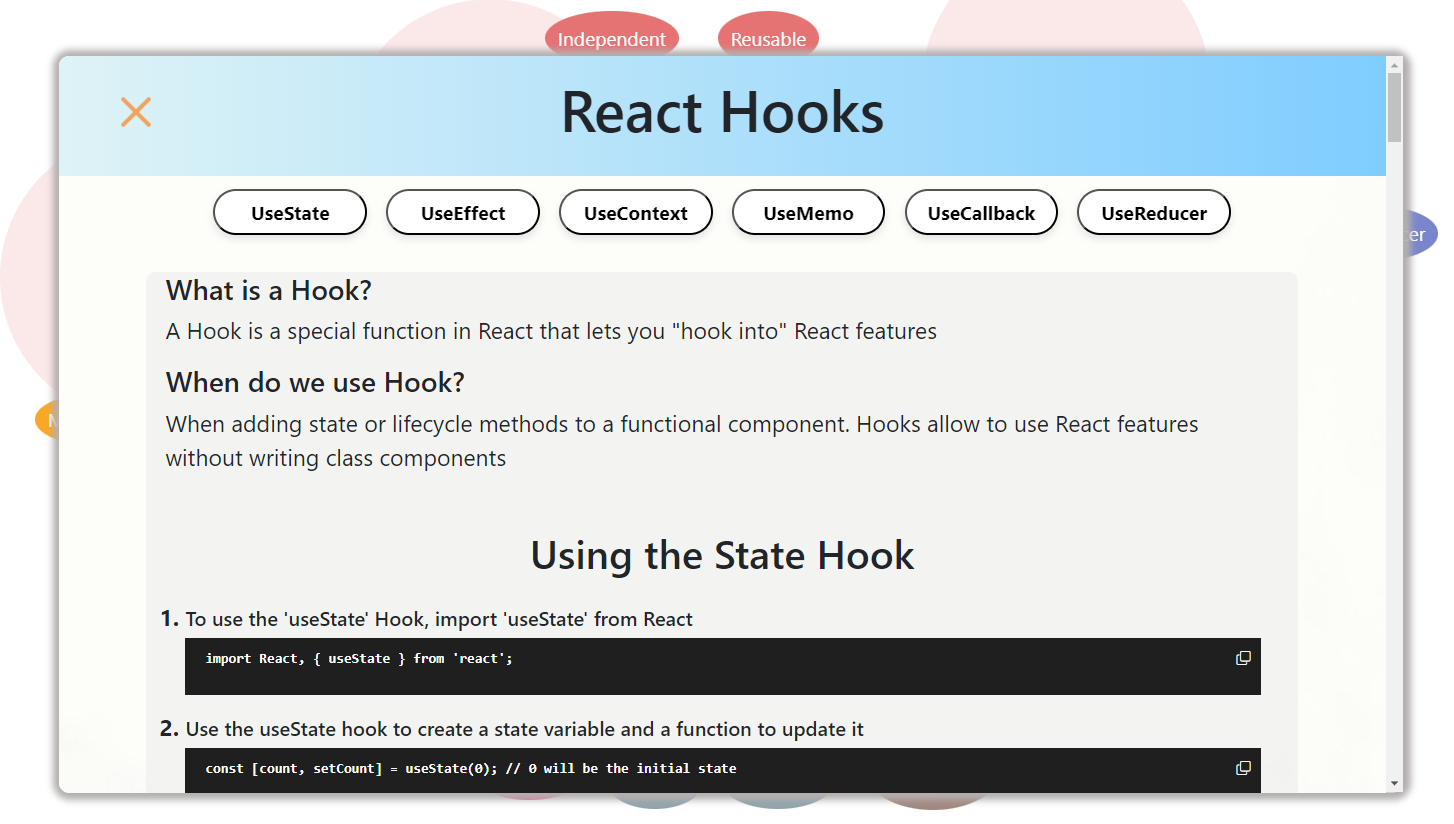 Independent
Reusable
React Hooks
UseState
UseEffect
UseContext
UseMemo
UseCallback
UseReducer
What is a Hook?
A Hook is a special function in React that lets you "hook into" React features
When do we use Hook?
When adding state or lifecycle methods to a functional component. Hooks allow to use React features
without writing class components
Using the State Hook
1. To use the 'useState' Hook, import 'useState' from React
import React, { useState } from 'react';
2. Use the useState hook to create a state variable and a function to update it
const [count, setCount] = useState(0); // 0 will be the initial state